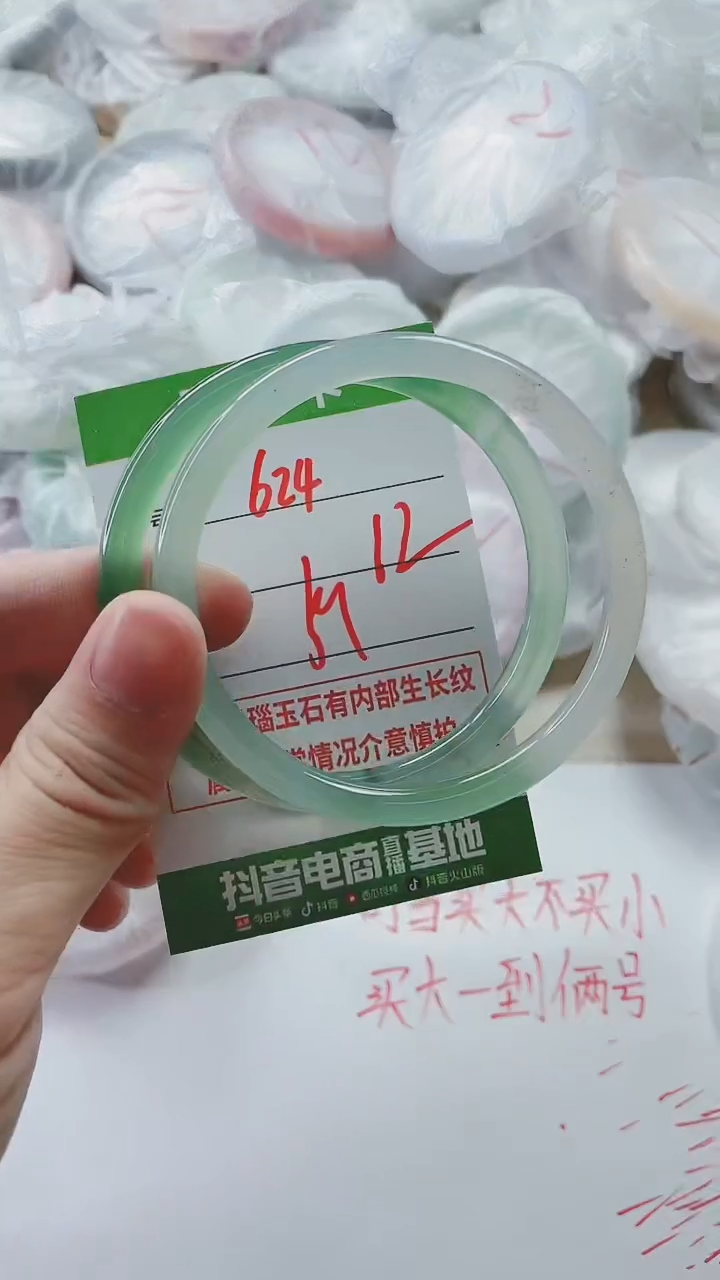 624
12
瑙玉石有内部生长纹
情况介意慎拍
抖音电商直播基地
今日头条 抖音 西瓜视频 抖音火山版
可当买大不买小
买大一到俩号